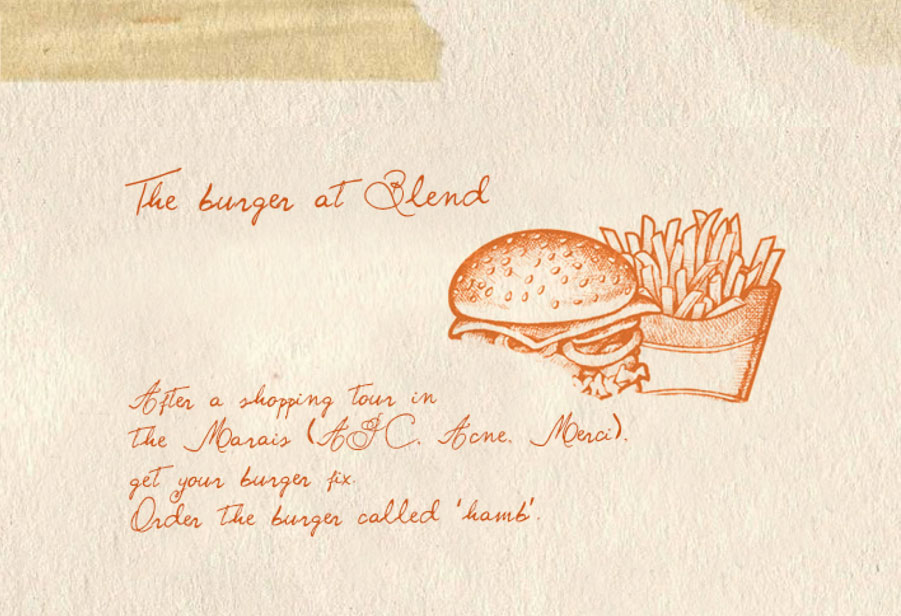 The burger at Blend
After a shopping tour in
the Marais (APC, Acne, Merci),
get your burger fix.
Order the burger called 'hamb'.